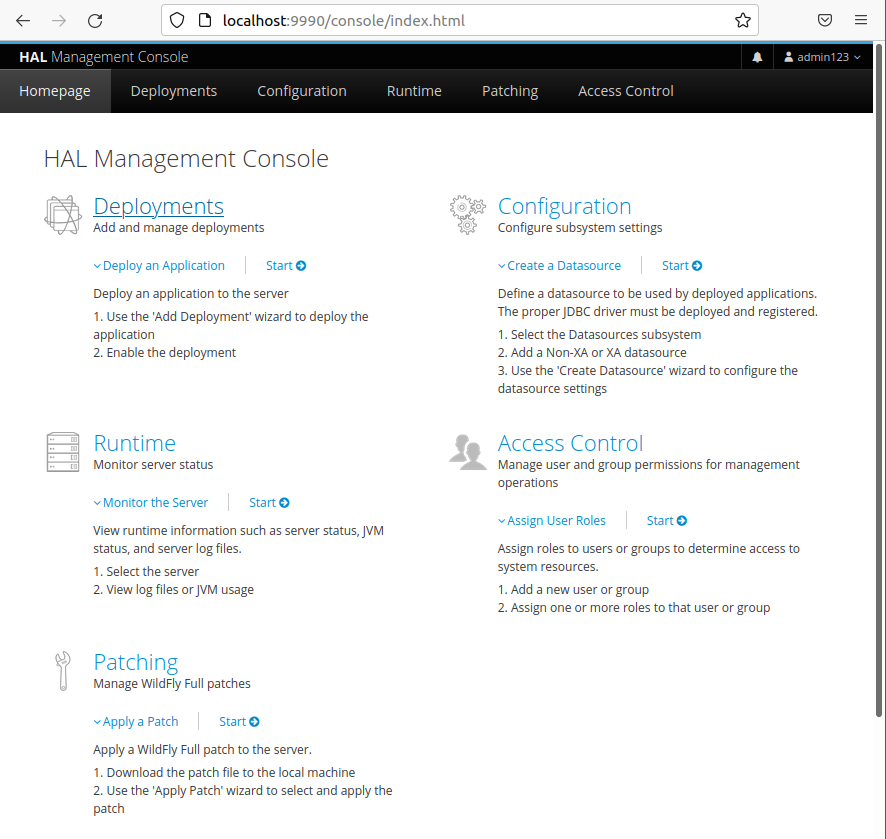 localhost:9990/console/index.html
HAL Management Console
admin123
Homepage Deployments Configuration Runtime Patching Access Control
HAL Management Console
Deployments
Add and manage deployments
Deploy an Application Start
Deploy an application to the server
1. Use the 'Add Deployment' wizard to deploy the
application
2. Enable the deployment
Configuration
Configure subsystem settings
Create a Datasource Start
Define a datasource to be used by deployed applications.
The proper JDBC driver must be deployed and registered.
1. Select the Datasources subsystem
2. Add a Non-XA or XA datasource
3. Use the 'Create Datasource' wizard to configure the
datasource settings
Runtime
Monitor server status
Monitor the Server Start
View runtime information such as server status, JVM
status, and server log files.
1. Select the server
2. View log files or JVM usage
Access Control
Manage user and group permissions for management
operations
Assign User Roles Start
Assign roles to users or groups to determine access to
system resources.
1. Add a new user or group
2. Assign one or more roles to that user or group
Patching
Manage WildFly Full patches
Apply a Patch Start
Apply a WildFly Full patch to the server.
1. Download the patch file to the local machine
2. Use the 'Apply Patch' wizard to select and apply the
patch